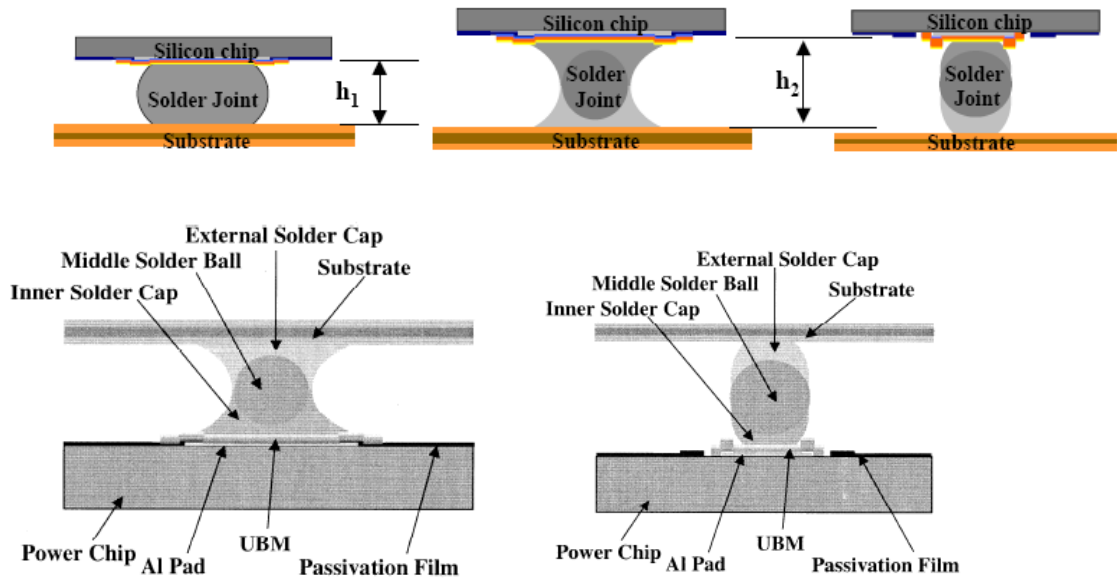 Silicon chip
Solder Joint
h1
Substrate
Silicon chip
Solder
Joint
h2
Substrate
Silicon chip
Solder
Joint
Substrate
External Solder Cap
Middle Solder Ball
Substrate
Inner Solder Cap
Power Chip
Al Pad
UBM
Passivation Film
External Solder Cap
Middle Solder Ball
Substrate
Inner Solder Cap
Power Chip
Al Pad
UBM
Passivation Film